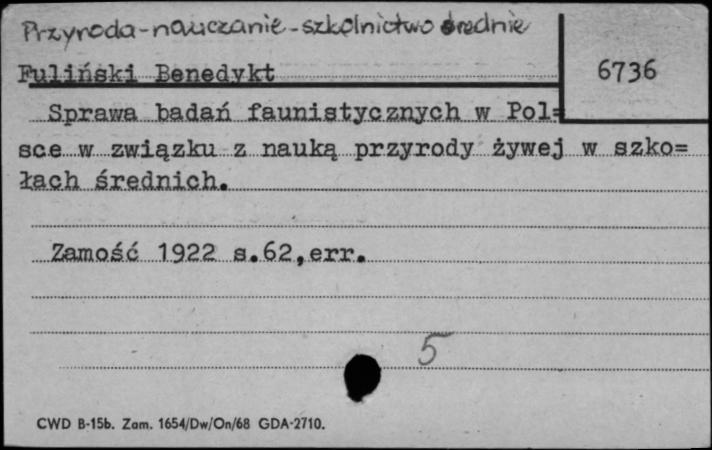 Przyroda-nauczanie-szkolnictwo średnie
Fuliński Benedykt
6736
Sprawa badań faunistycznych w Pol=
sce w związku z nauką przyrody żywej w szko=
łach średnich.
Zamość 1922 s.62,err.
5
CWD B-15b. Zam. 1654/Dw/On/68 GDA-2710.